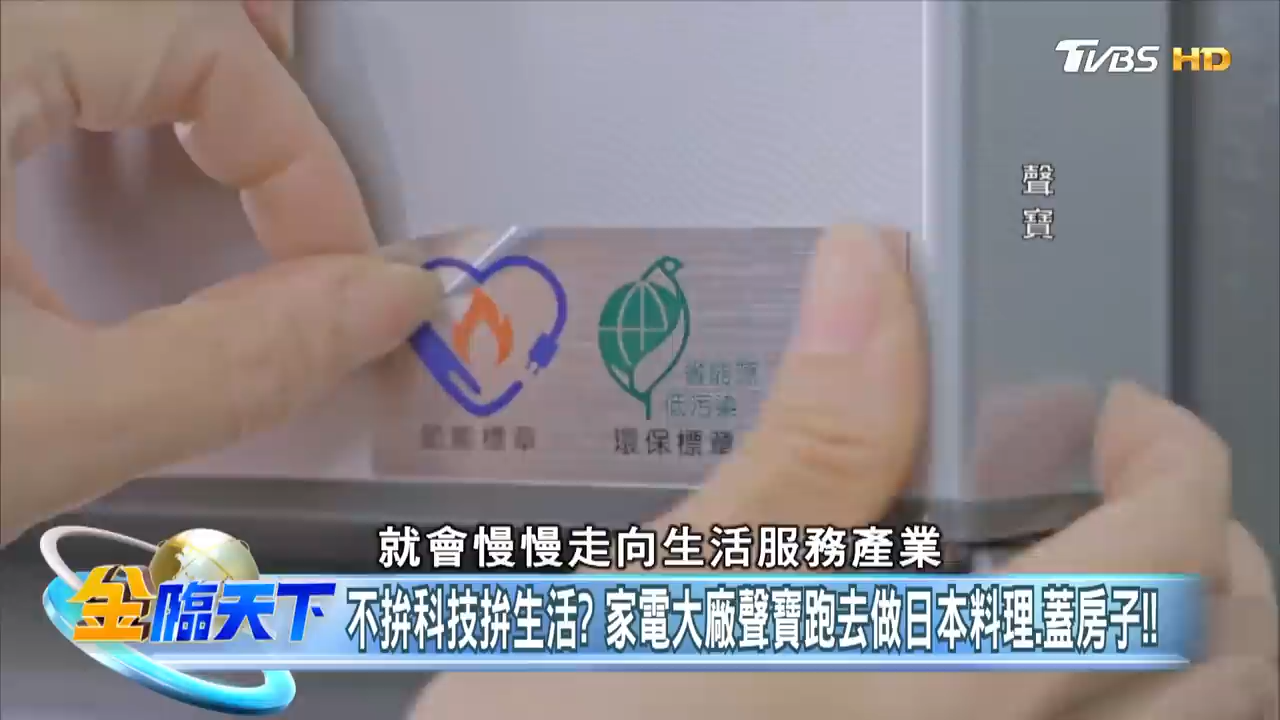 TVBS HD
聲寶
省能源
低污染
節能標章
環保標章
就會慢慢走向生活服務產業
金臨天下
不拚科技拚生活? 家電大廠聲寶跑去做日本料理.蓋房子!!